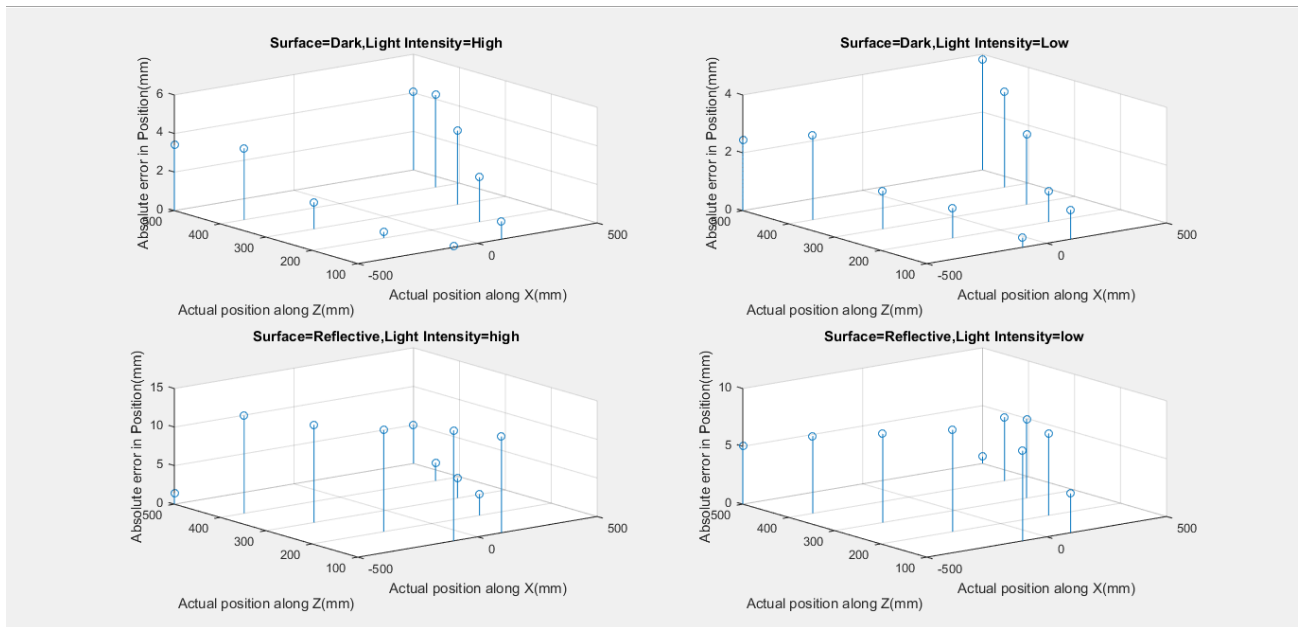 Surface=Dark,Light Intensity=High
Absolute error in Position(mm)
6
4
2
0
500
400
300
200
100
-500
0
500
Actual position along Z(mm)
Actual position along X(mm)
Surface=Dark,Light Intensity=Low
Absolute error in Position(mm)
4
2
0
500
400
300
200
100
-500
0
500
Actual position along Z(mm)
Actual position along X(mm)
Surface=Reflective,Light Intensity=high
Absolute error in Position(mm)
15
10
5
0
500
400
300
200
100
-500
0
500
Actual position along Z(mm)
Actual position along X(mm)
Surface=Reflective,Light Intensity=low
Absolute error in Position(mm)
10
5
0
500
400
300
200
100
-500
0
500
Actual position along Z(mm)
Actual position along X(mm)